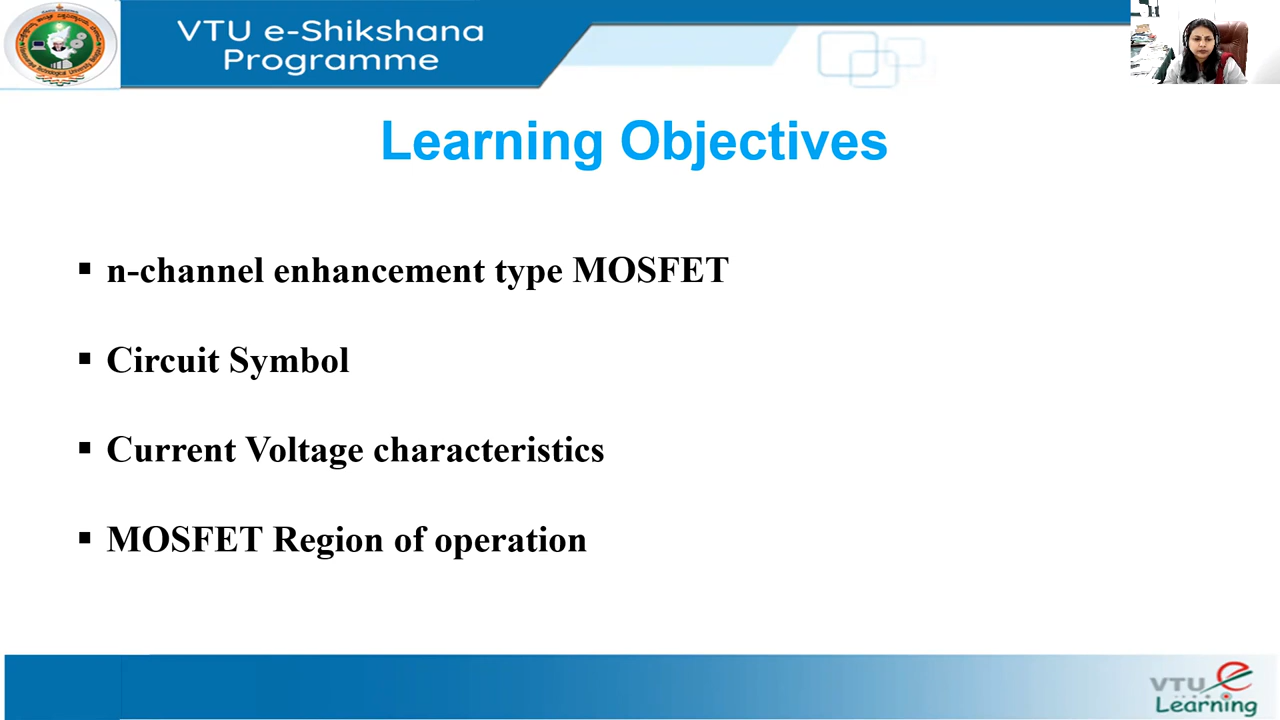 VTU e-Shikshana
Programme
Learning Objectives
▪ n-channel enhancement type MOSFET
▪ Circuit Symbol
▪ Current Voltage characteristics
▪ MOSFET Region of operation
VTU e
Learning